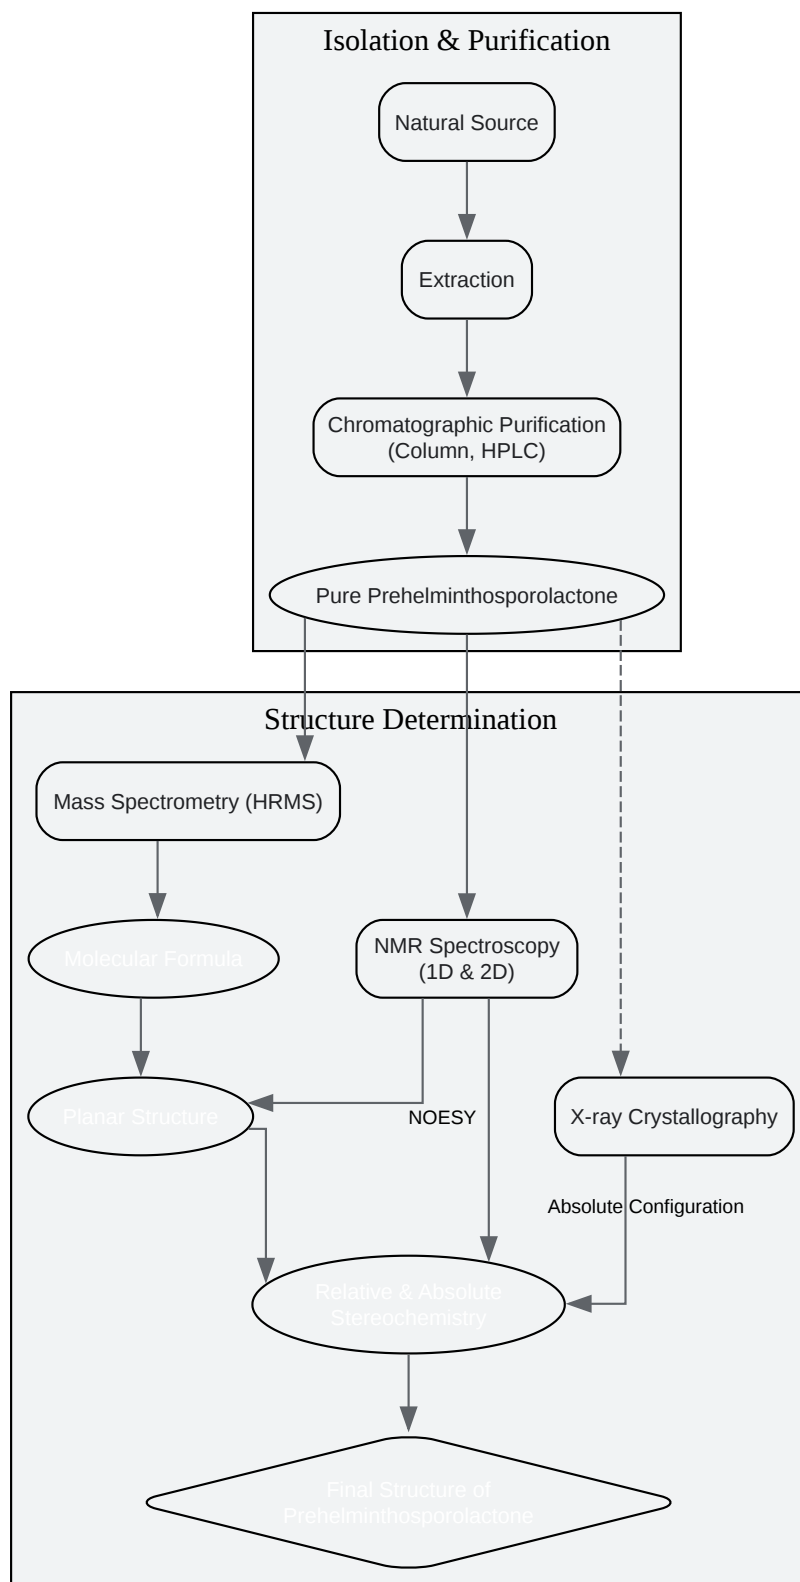 Isolation & Purification
Natural Source
Extraction
Chromatographic Purification
(Column, HPLC)
Pure Prehelminthosporolactone
Structure Determination
Mass Spectrometry (HRMS)
Molecular Formula
NMR Spectroscopy
(1D & 2D)
Planar Structure
NOESY
X-ray Crystallography
Absolute Configuration
Relative & Absolute
Stereochemistry
Final Structure of
Prehelminthosporolactone